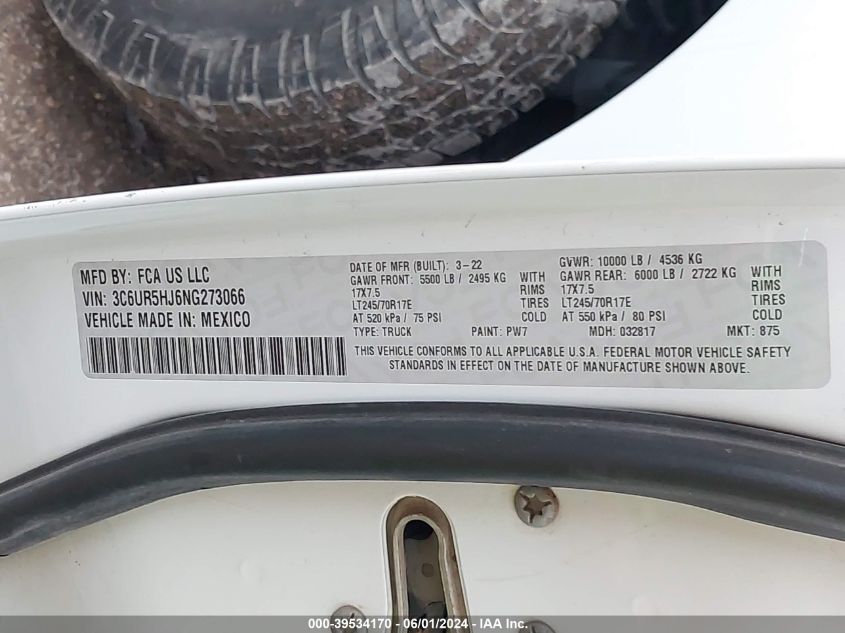 MFD BY: FCA US LLC
VIN: 3C6UR5HJ6NG273066
VEHICLE MADE IN: MEXICO
DATE OF MFR (BUILT): 3-22
GAWR FRONT: 5500 LB / 2495 KG WITH
17X7.5 RIMS
LT245/70R17E TIRES
AT 520 kPa / 75 PSI COLD
TYPE: TRUCK PAINT: PW7
GVWR: 10000 LB / 4536 KG
GAWR REAR: 6000 LB / 2722 KG WITH
17X7.5 RIMS
LT245/70R17E TIRES
AT 550 kPa / 80 PSI COLD
MDH: 032817 MKT: 875
THIS VEHICLE CONFORMS TO ALL APPLICABLE U.S.A. FEDERAL MOTOR VEHICLE SAFETY
STANDARDS IN EFFECT ON THE DATE OF MANUFACTURE SHOWN ABOVE.
000-39534170 - 06/01/2024 - IAA, Inc.